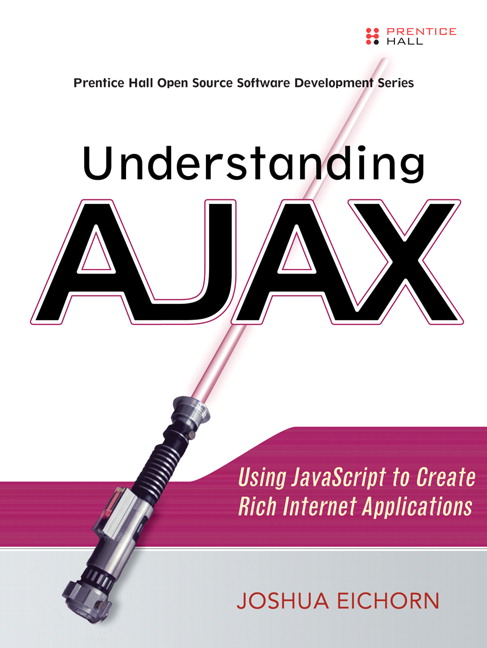 PRENTICE
HALL
Prentice Hall Open Source Software Development Series
Understanding
AJAX
Using JavaScript to Create
Rich Internet Applications
JOSHUA EICHORN